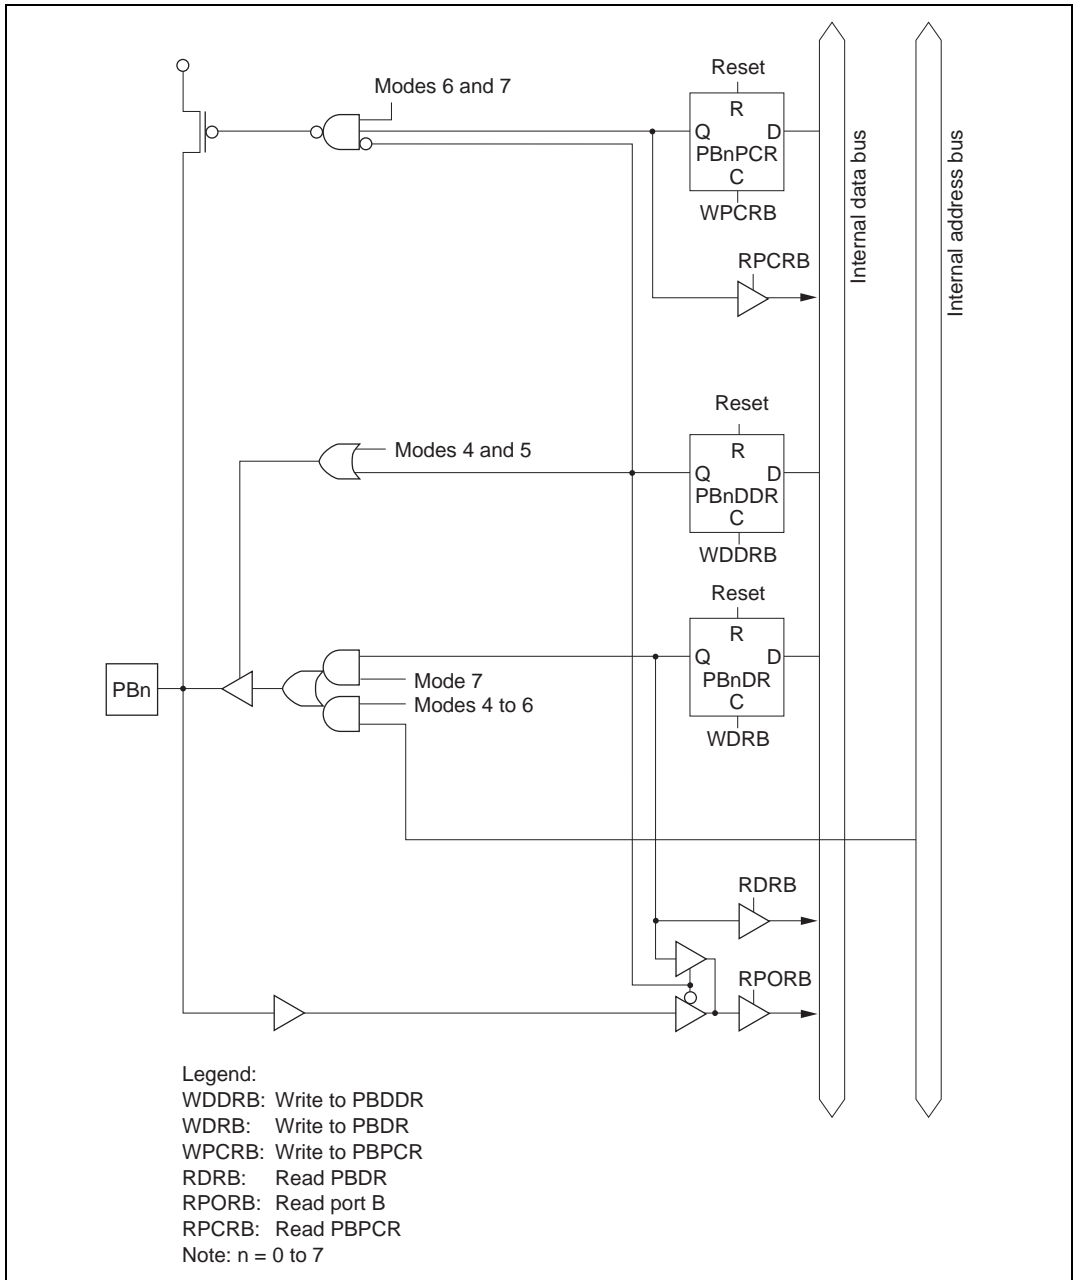 Reset
Modes 6 and 7
R
Q D
PBnPCR
C
WPCRB
RPCRB
Internal data bus
Internal address bus
Reset
Modes 4 and 5
R
Q D
PBnDDR
C
WDDRB
Reset
R
Q D
PBnDR
C
WDRB
PBn
Mode 7
Modes 4 to 6
RDRB
RPORB
Legend:
WDDRB: Write to PBDDR
WDRB: Write to PBDR
WPCRB: Write to PBPCR
RDRB: Read PBDR
RPORB: Read port B
RPCRB: Read PBPCR
Note: n = 0 to 7